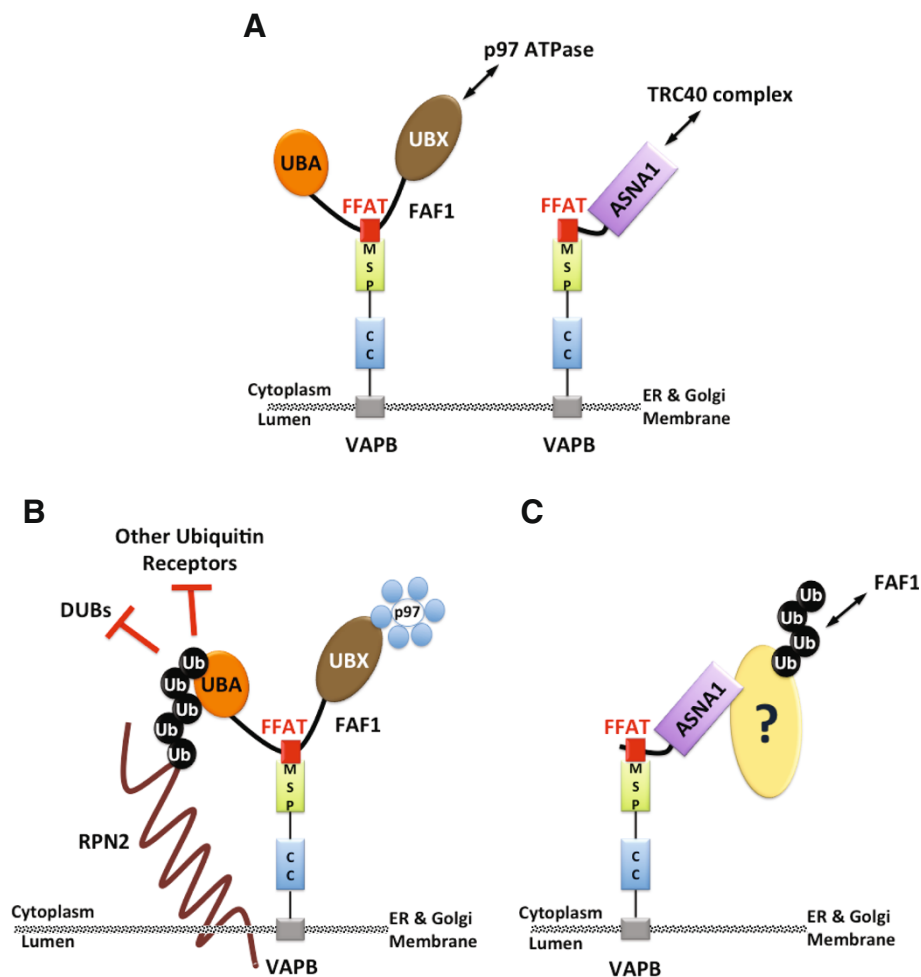 A
p97 ATPase
TRC40 complex
UBA
UBX
ASNA1
FFAT
FAF1
FFAT
M
S
P
M
S
P
C
C
C
C
Cytoplasm
Lumen
ER & Golgi
Membrane
VAPB
VAPB
B
Other Ubiquitin
Receptors
DUBs
p97
Ub
Ub
Ub
Ub
Ub
UBA
UBX
FFAT
FAF1
M
S
P
RPN2
C
C
Cytoplasm
Lumen
ER & Golgi
Membrane
VAPB
C
Ub
Ub
Ub
Ub
FAF1
ASNA1
?
FFAT
M
S
P
C
C
Cytoplasm
Lumen
ER & Golgi
Membrane
VAPB